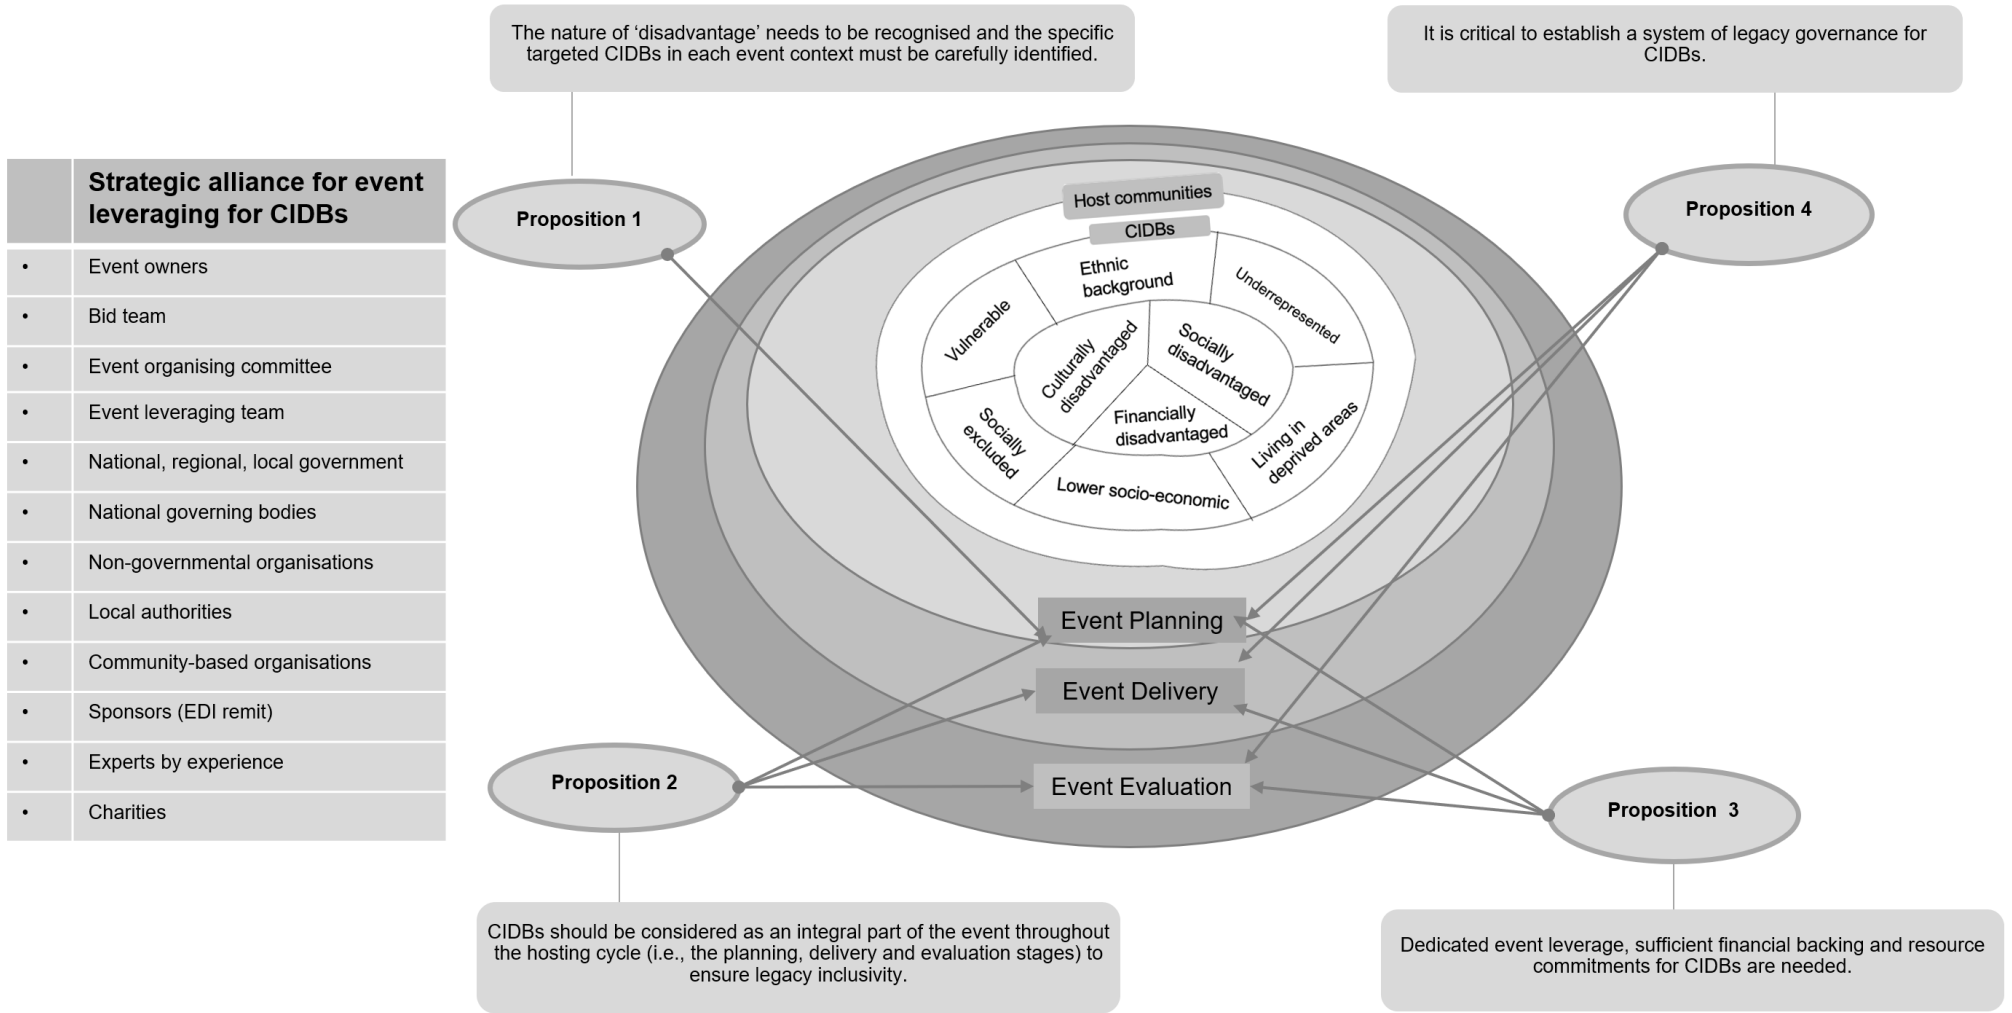 The nature of ‘disadvantage’ needs to be recognised and the specific
targeted CIDBs in each event context must be carefully identified.
It is critical to establish a system of legacy governance for
CIDBs.
Strategic alliance for event
leveraging for CIDBs
• Event owners
• Bid team
• Event organising committee
• Event leveraging team
• National, regional, local government
• National governing bodies
• Non-governmental organisations
• Local authorities
• Community-based organisations
• Sponsors (EDI remit)
• Experts by experience
• Charities
Proposition 1
Proposition 4
Host communities
CIDBs
Ethnic
background
Underrepresented
Vulnerable
Culturally
disadvantaged
Socially
disadvantaged
Financially
disadvantaged
Socially
excluded
Lower socio-economic
Living in
deprived areas
Event Planning
Event Delivery
Event Evaluation
Proposition 2
Proposition 3
CIDBs should be considered as an integral part of the event throughout
the hosting cycle (i.e., the planning, delivery and evaluation stages) to
ensure legacy inclusivity.
Dedicated event leverage, sufficient financial backing and resource
commitments for CIDBs are needed.